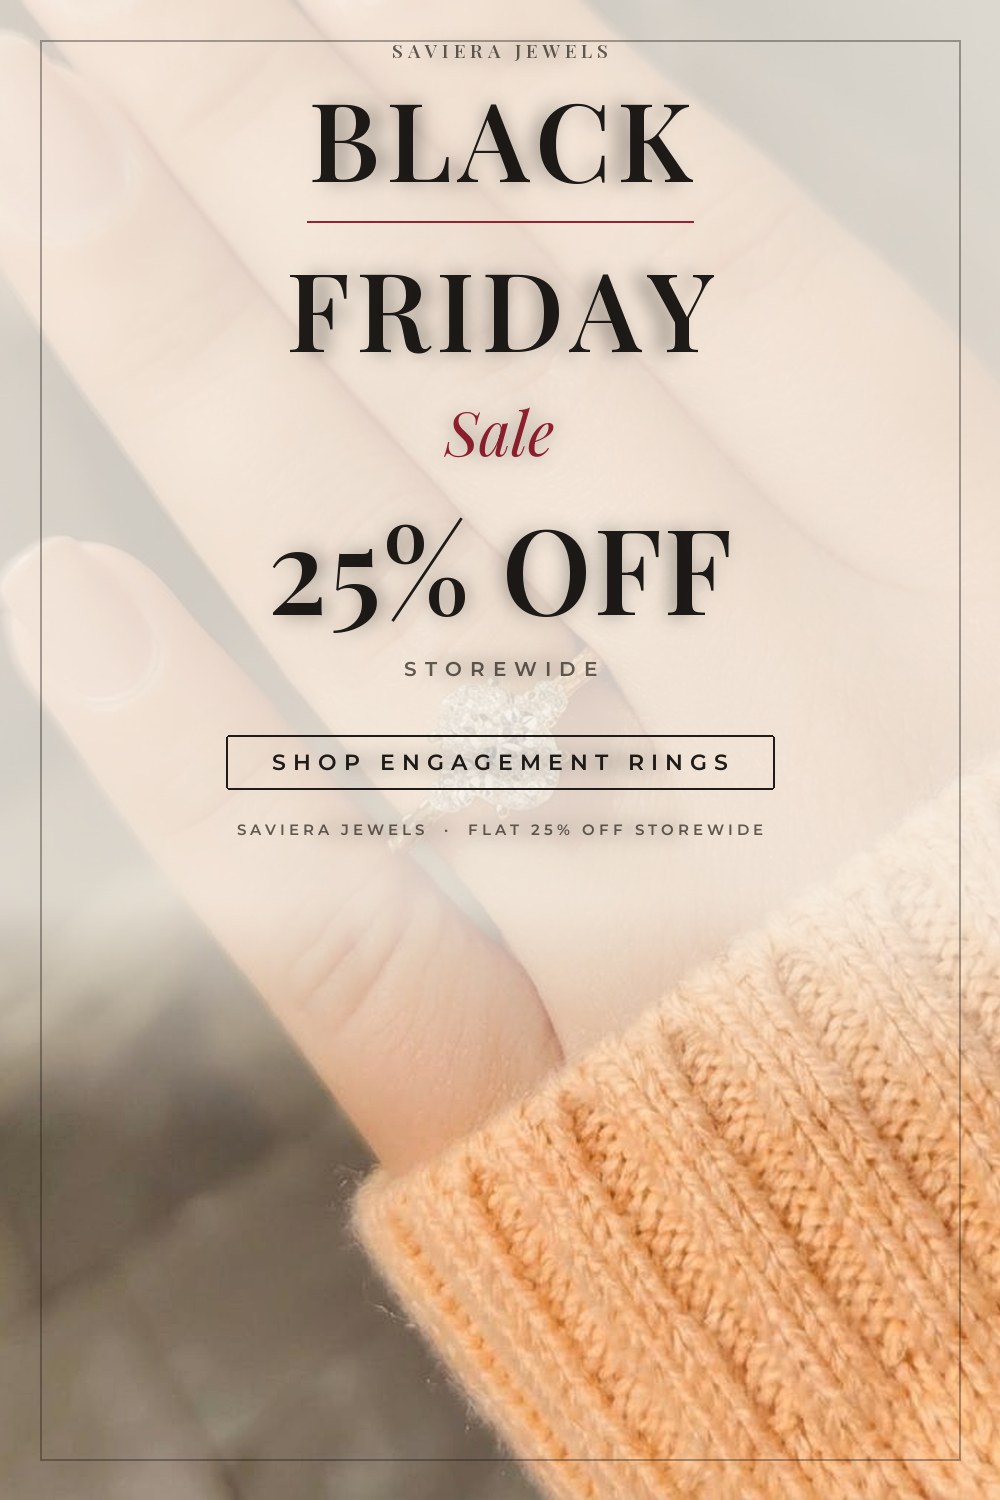 SAVIERA JEWELS
BLACK
FRIDAY
Sale
25% OFF
STOREWIDE
SHOP ENGAGEMENT RINGS
SAVIERA JEWELS · FLAT 25% OFF STOREWIDE